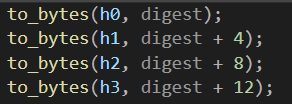 to_bytes(h0, digest);
to_bytes(h1, digest + 4);
to_bytes(h2, digest + 8);
to_bytes(h3, digest + 12);